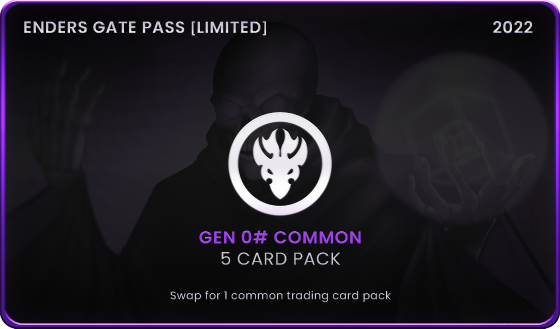 ENDERS GATE PASS [LIMITED] 2022
GEN 0# COMMON
5 CARD PACK
Swap for 1 common trading card pack